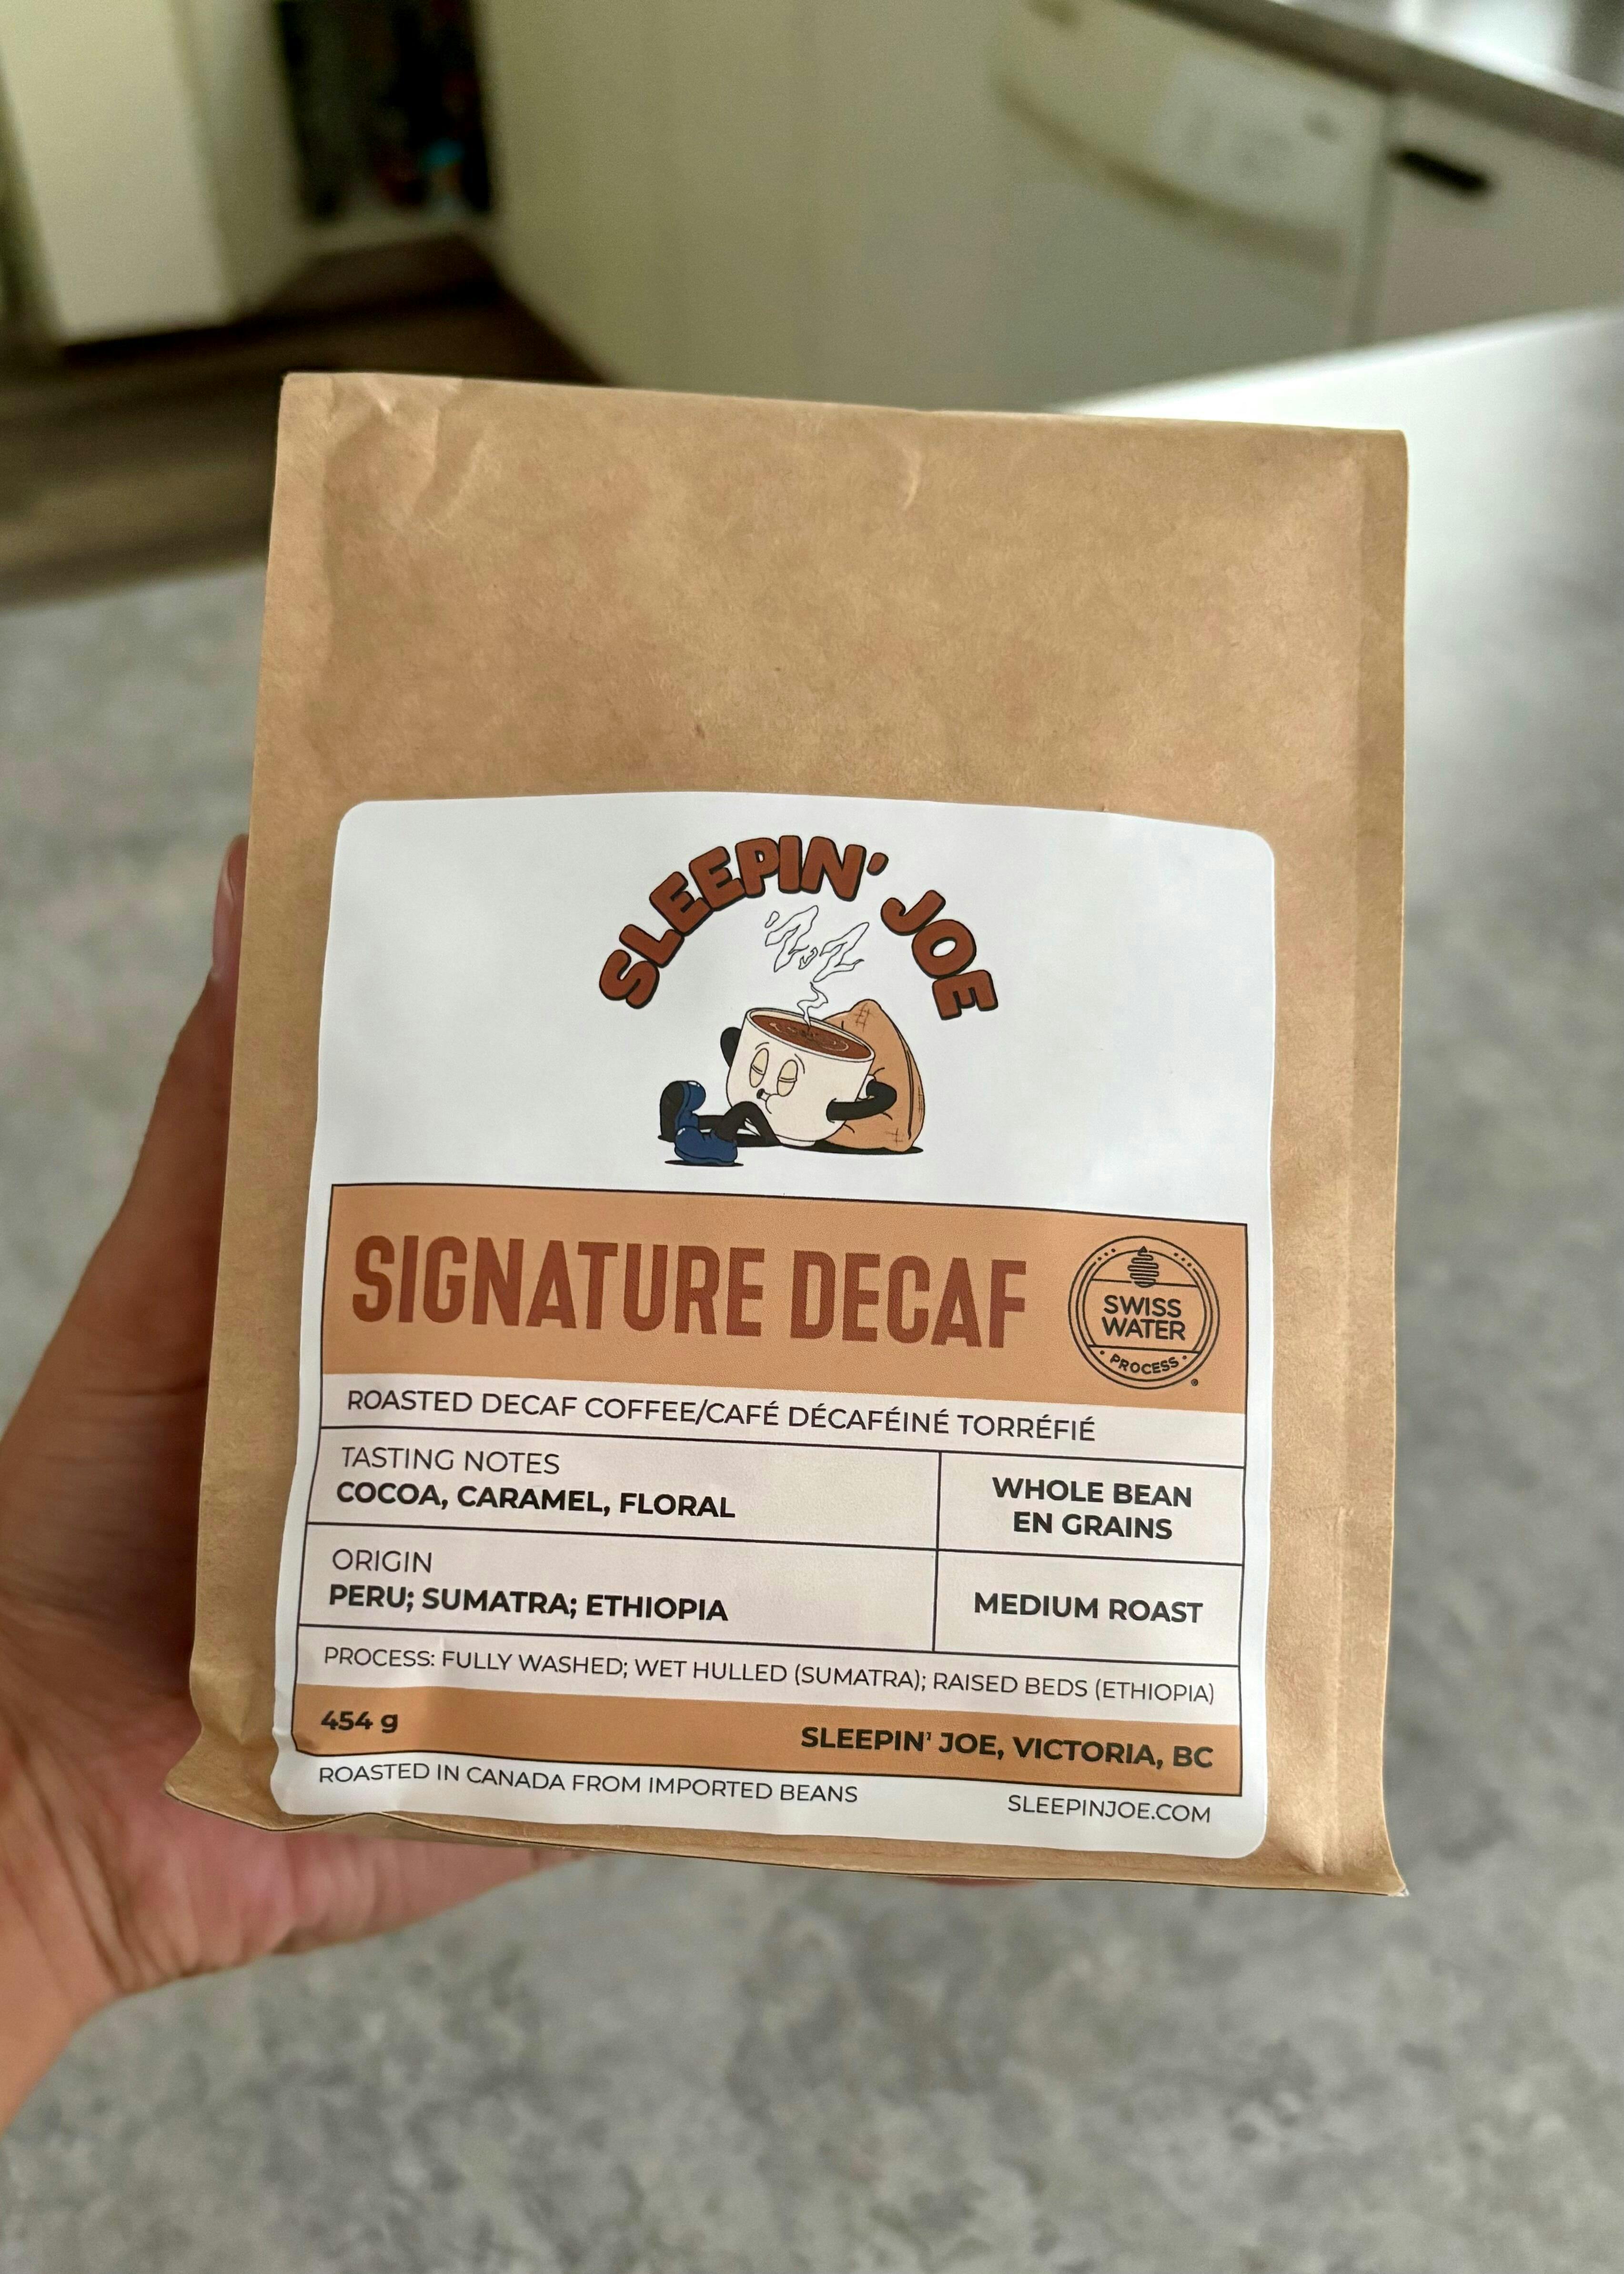 SLEEPIN' JOE
SIGNATURE DECAF
SWISS
WATER
PROCESS
®
ROASTED DECAF COFFEE/CAFÉ DÉCAFÉINÉ TORRÉFIÉ
TASTING NOTES
COCOA, CARAMEL, FLORAL
WHOLE BEAN
EN GRAINS
ORIGIN
PERU; SUMATRA; ETHIOPIA
MEDIUM ROAST
PROCESS: FULLY WASHED; WET HULLED (SUMATRA); RAISED BEDS (ETHIOPIA)
454 g
SLEEPIN' JOE, VICTORIA, BC
ROASTED IN CANADA FROM IMPORTED BEANS
SLEEPINJOE.COM